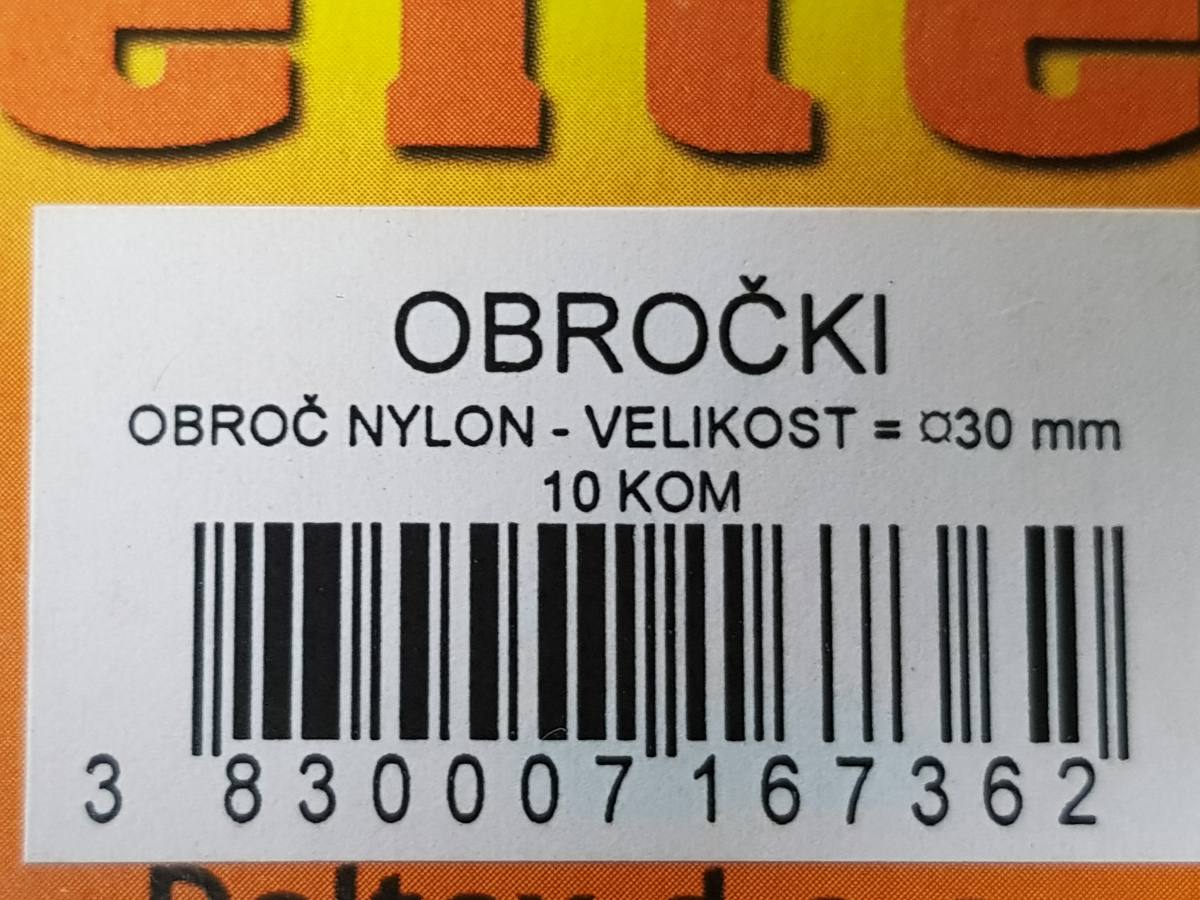 OBROČKI
OBROČ NYLON - VELIKOST = ¤30 mm
10 KOM
3 830007 167362